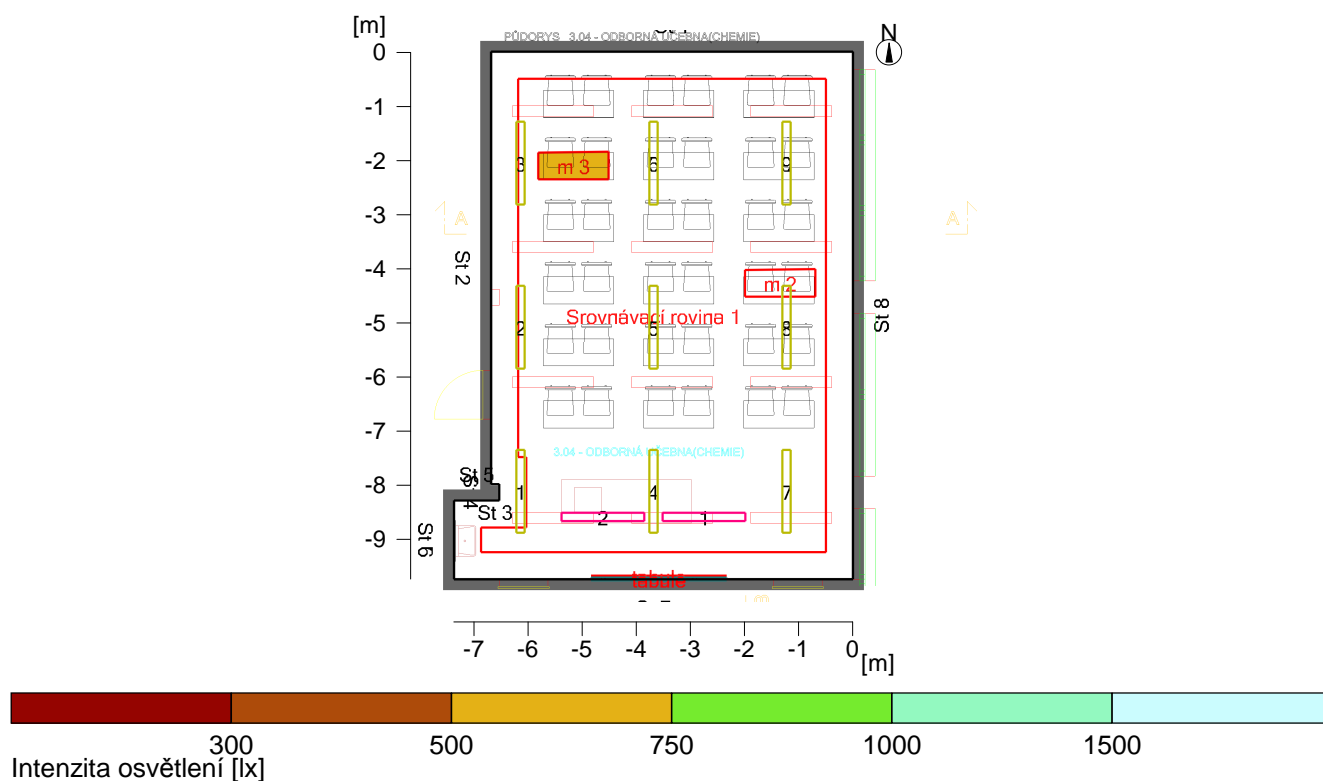 [m]
PŮDORYS 3.04 - ODBORNÁ UČEBNA(CHEMIE)
N
0
-1
-2
-3
-4
-5
-6
-7
-8
-9
3
m 3
6
9
A
A
St 2
m 2
St 8
Srovnávací rovina 1
2
5
8
3.04 - ODBORNÁ UČEBNA(CHEMIE)
St 5
St 3
1
4
7
2
1
St 6
tabule
-7
-6
-5
-4
-3
-2
-1
0
[m]
300
500
750
1000
1500
Intenzita osvětlení [lx]